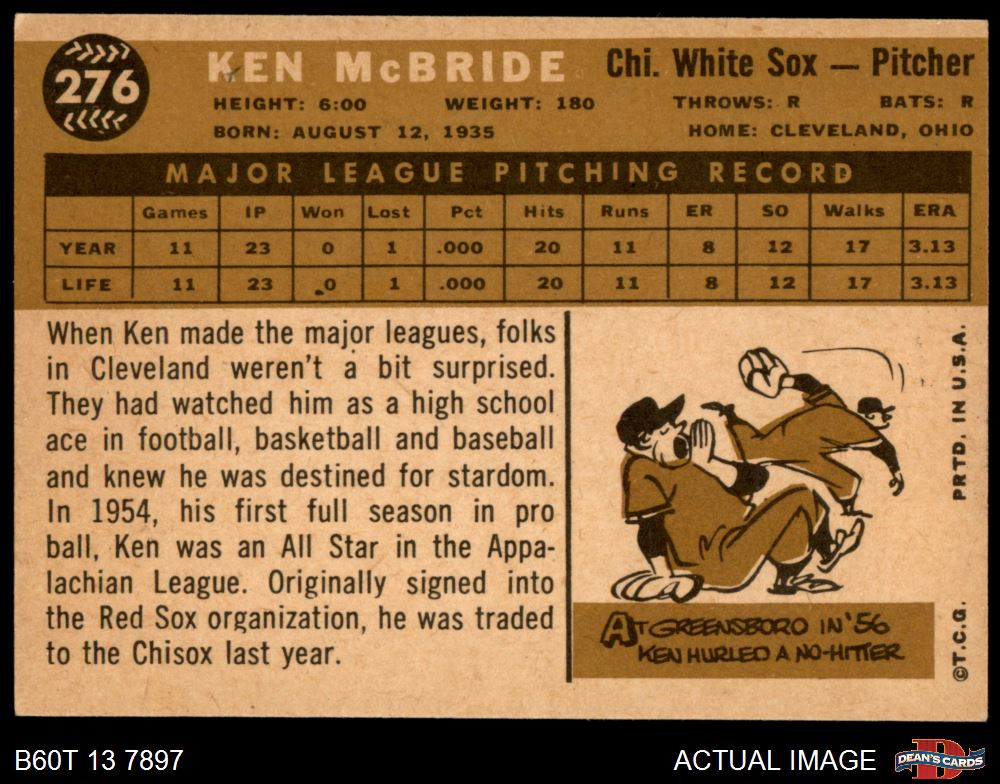 276
KEN McBRIDE
Chi. White Sox — Pitcher
HEIGHT: 6:00 WEIGHT: 180 THROWS: R BATS: R
BORN: AUGUST 12, 1935 HOME: CLEVELAND, OHIO
MAJOR LEAGUE PITCHING RECORD
Games IP Won Lost Pct Hits Runs ER SO Walks ERA
YEAR 11 23 0 1 .000 20 11 8 12 17 3.13
LIFE 11 23 0 1 .000 20 11 8 12 17 3.13
When Ken made the major leagues, folks
in Cleveland weren't a bit surprised.
They had watched him as a high school
ace in football, basketball and baseball
and knew he was destined for stardom.
In 1954, his first full season in pro
ball, Ken was an All Star in the Appa-
lachian League. Originally signed into
the Red Sox organization, he was traded
to the Chisox last year.
AT GREENSBORO IN '56
KEN HURLED A NO-HITTER
PRTD. IN U.S.A.
©T.C.G.
B60T 13 7897
ACTUAL IMAGE
D
DEAN'S CARDS